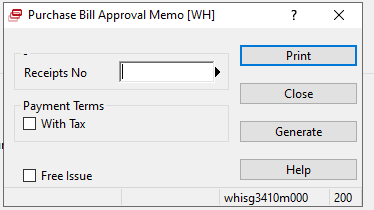 Purchase Bill Approval Memo [WH]
?
-
Receipts No
Print
Close
Payment Terms
With Tax
Generate
Free Issue
Help
whisg3410m000
200